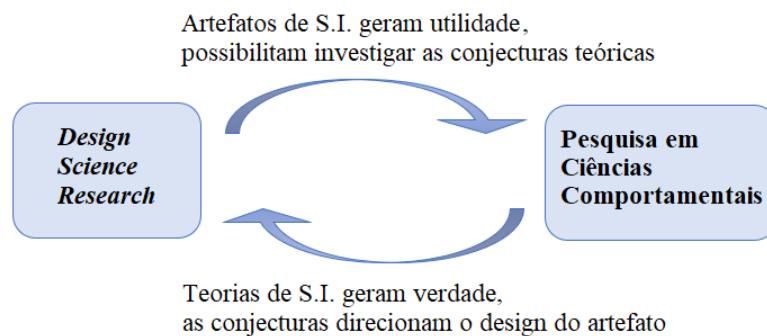 Artefatos de S.I. geram utilidade,
possibilitam investigar as conjecturas teóricas
Design
Science
Research
Pesquisa em
Ciências
Comportamentais
Teorias de S.I. geram verdade,
as conjecturas direcionam o design do artefato